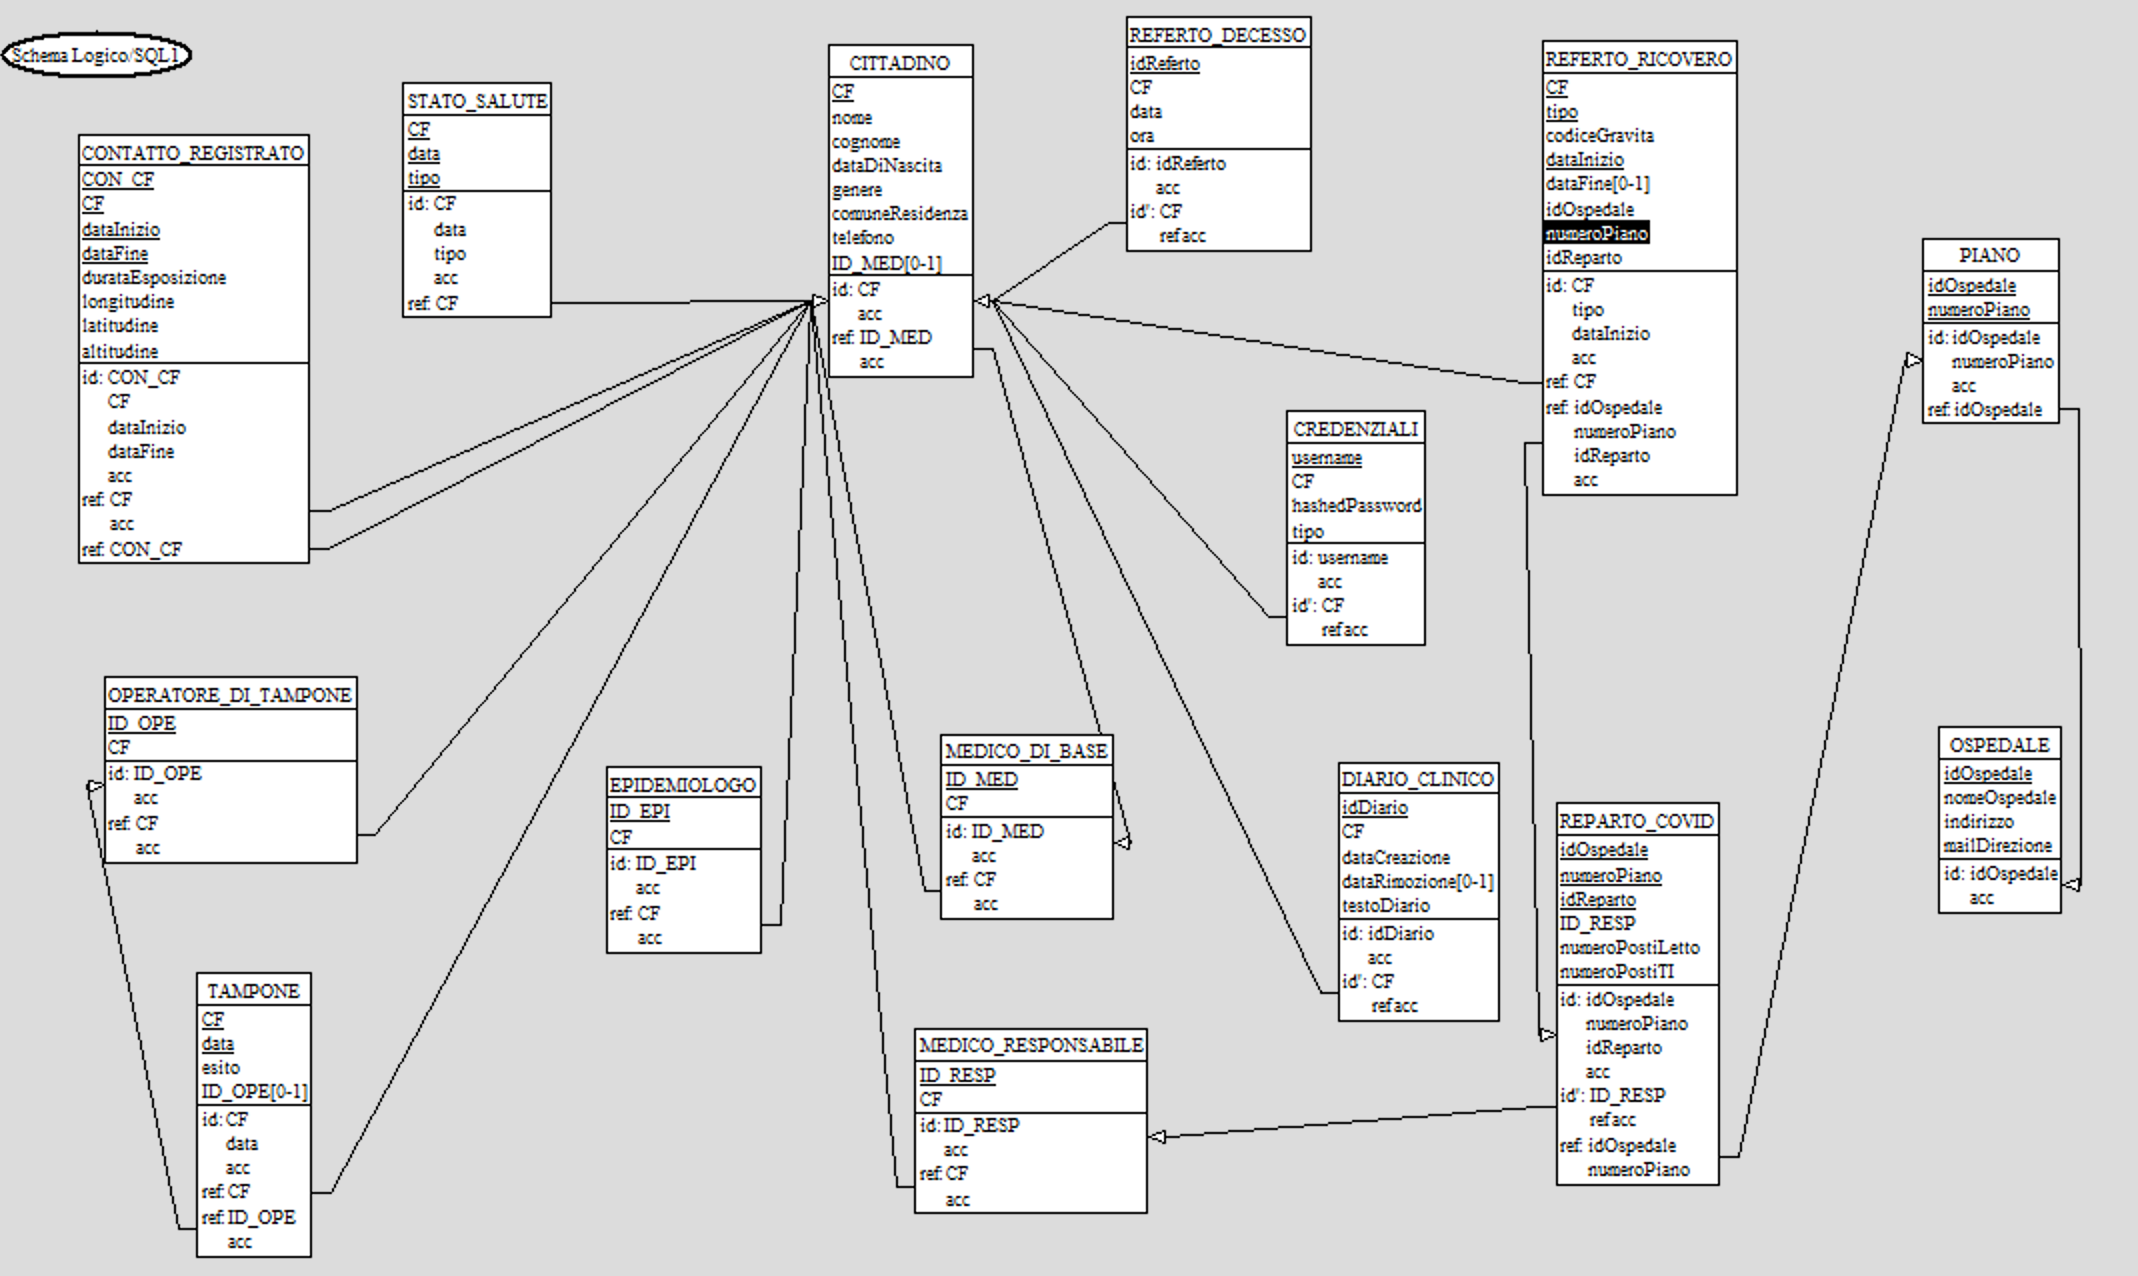 Schema Logico/SQL1
CONTATTO_REGISTRATO
CON_CF
CF
dataInizio
dataFine
durataEsposizione
longitudine
latitudine
altitudine
id: CON_CF
CF
dataInizio
dataFine
acc
ref: CF
acc
ref: CON_CF
STATO_SALUTE
CF
data
tipo
id: CF
data
tipo
acc
ref: CF
CITTADINO
CF
nome
cognome
dataDiNascita
genere
comuneResidenza
telefono
ID_MED[0-1]
id: CF
acc
ref: ID_MED
acc
REFERTO_DECESSO
idReferto
CF
data
ora
id: idReferto
acc
id': CF
ref acc
REFERTO_RICOVERO
CF
tipo
codiceGravita
dataInizio
dataFine[0-1]
idOspedale
numeroPiano
idReparto
id: CF
tipo
dataInizio
acc
ref: CF
ref: idOspedale
numeroPiano
idReparto
acc
PIANO
idOspedale
numeroPiano
id: idOspedale
numeroPiano
acc
ref: idOspedale
CREDENZIALI
username
CF
hashedPassword
tipo
id: username
acc
id': CF
ref acc
OPERATORE_DI_TAMPONE
ID_OPE
CF
id: ID_OPE
acc
ref: CF
acc
EPIDEMIOLOGO
ID_EPI
CF
id: ID_EPI
acc
ref: CF
acc
MEDICO_DI_BASE
ID_MED
CF
id: ID_MED
acc
ref: CF
acc
DIARIO_CLINICO
idDiario
CF
dataCreazione
dataRimozione[0-1]
testoDiario
id: idDiario
acc
id': CF
ref acc
REPARTO_COVID
idOspedale
numeroPiano
idReparto
ID_RESP
numeroPostiLetto
numeroPostiTI
id: idOspedale
numeroPiano
idReparto
acc
id': ID_RESP
ref acc
ref: idOspedale
numeroPiano
OSPEDALE
idOspedale
nomeOspedale
indirizzo
mailDirezione
id: idOspedale
acc
TAMPONE
CF
data
esito
ID_OPE[0-1]
id: CF
data
acc
ref: CF
ref: ID_OPE
acc
MEDICO_RESPONSABILE
ID_RESP
CF
id: ID_RESP
acc
ref: CF
acc